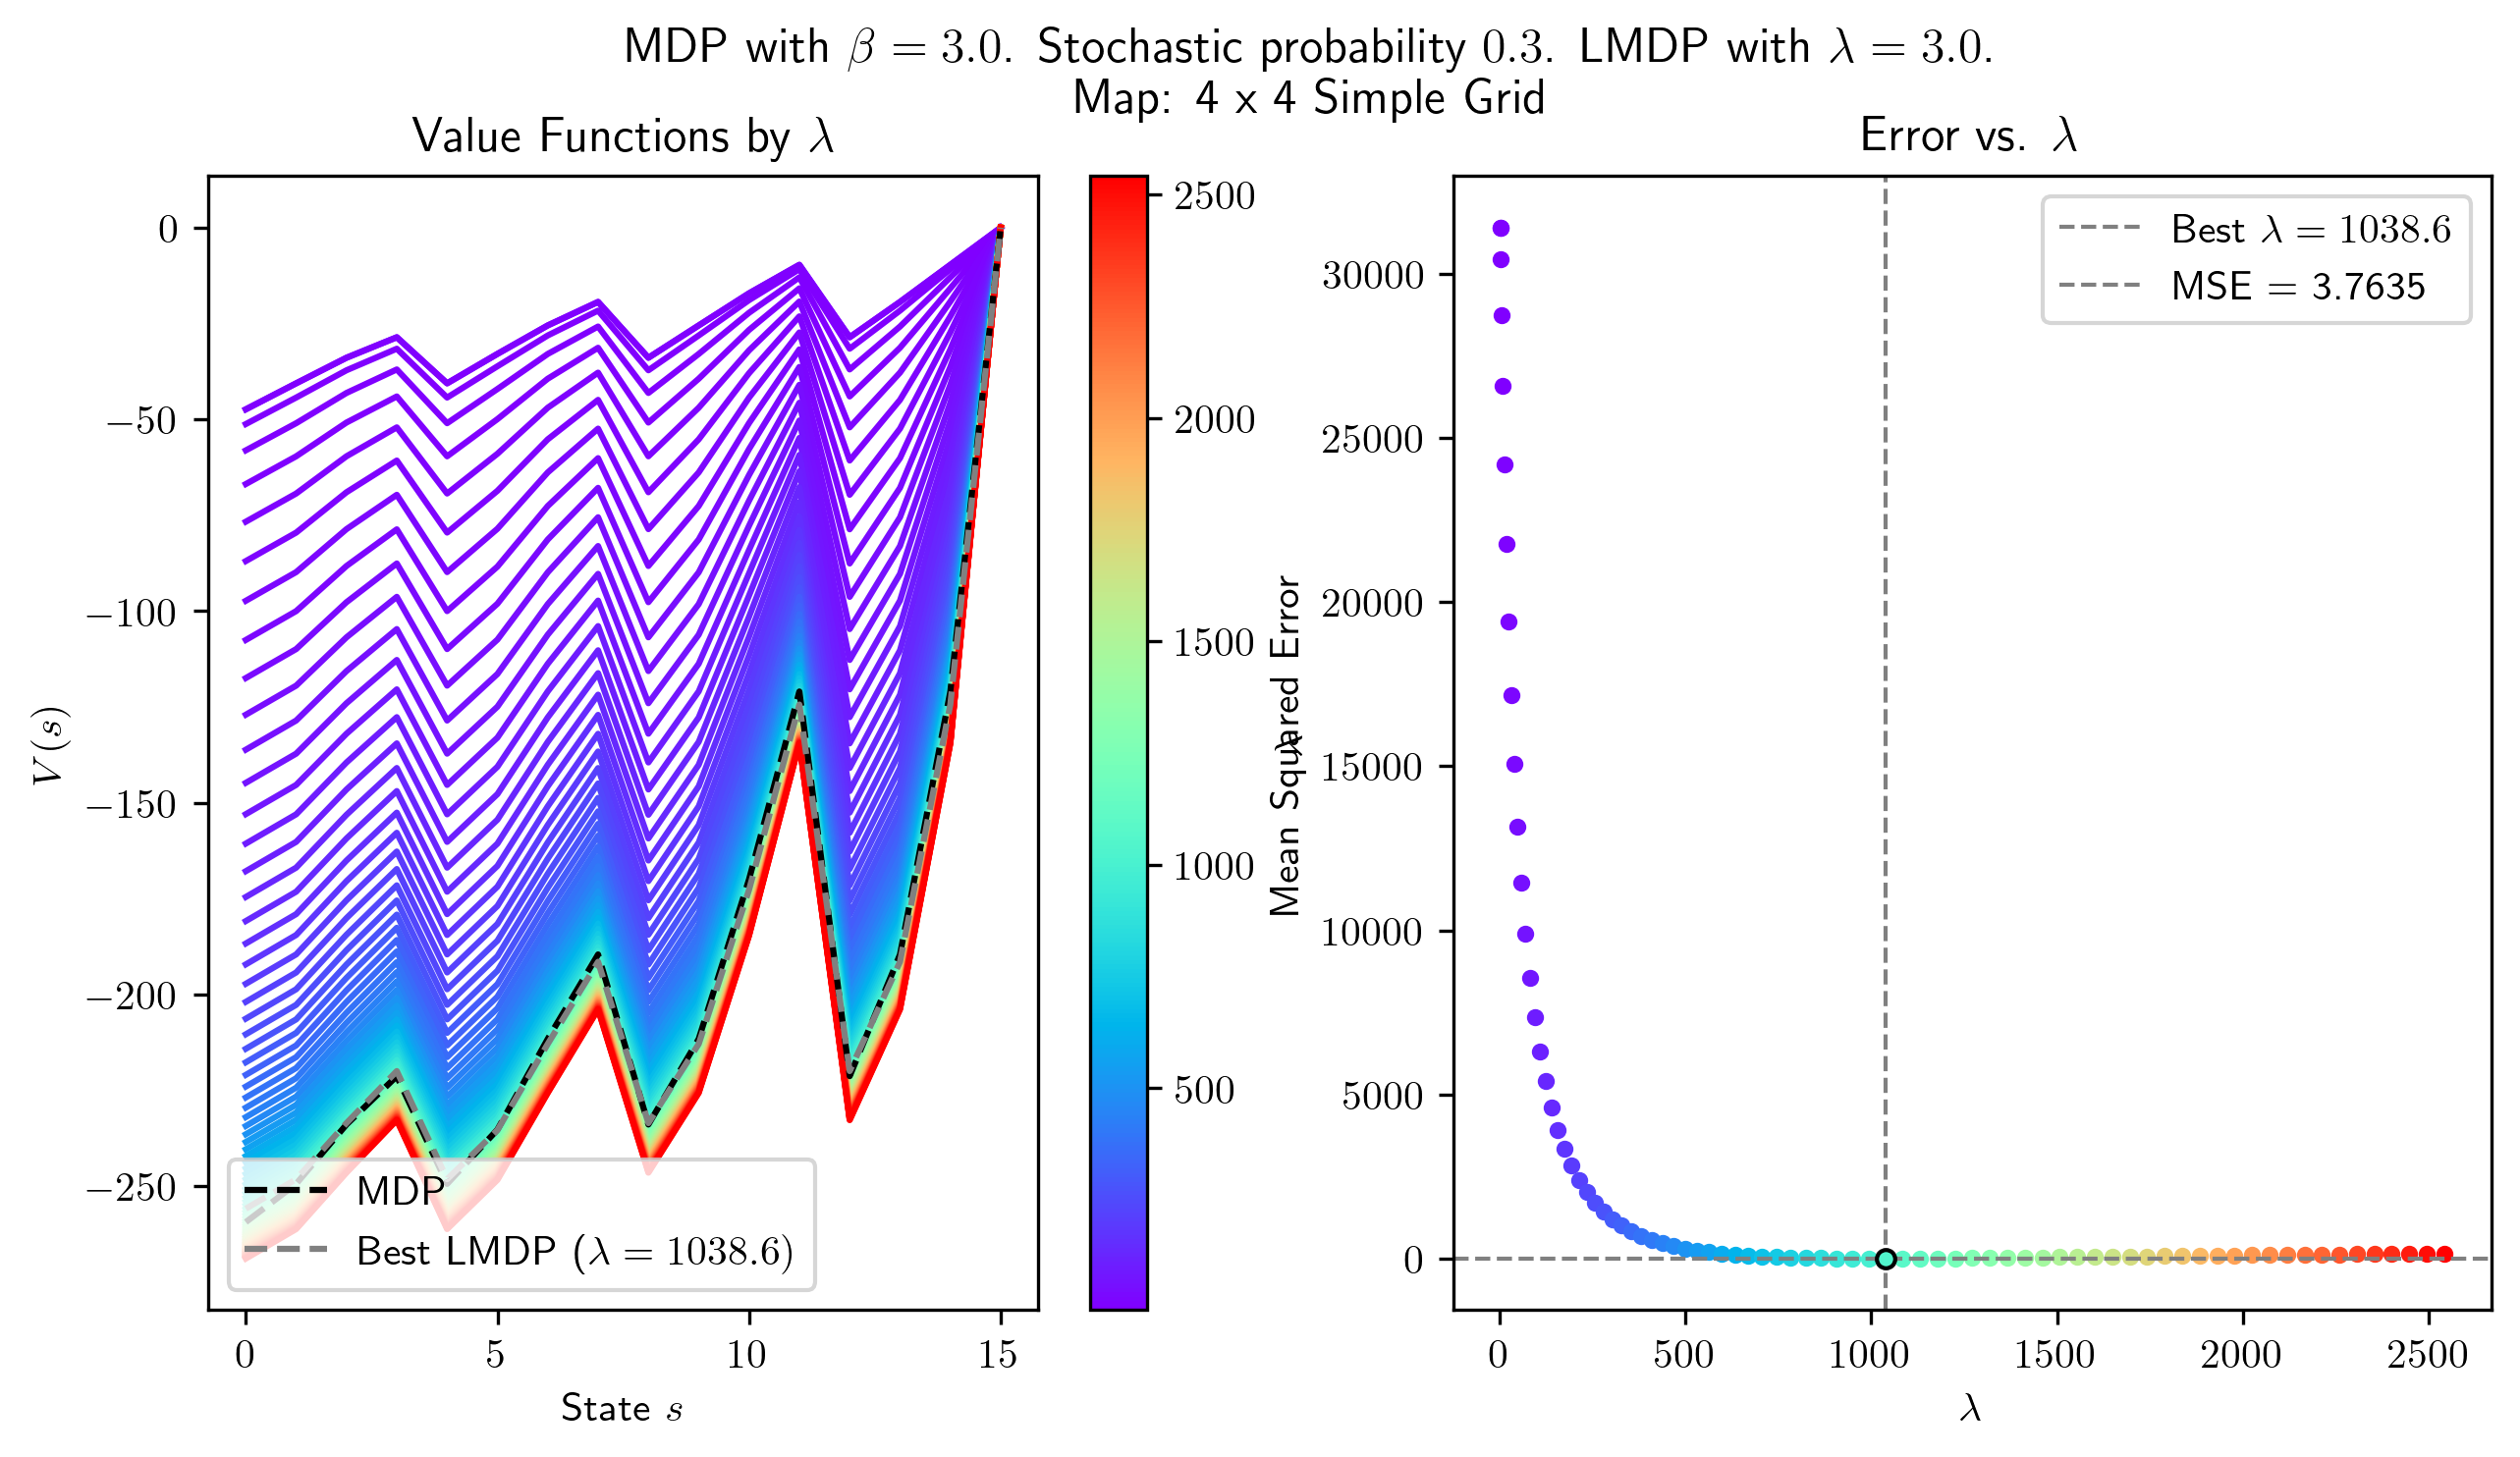 MDP with β = 3.0. Stochastic probability 0.3. LMDP with λ = 3.0.
Map: 4 x 4 Simple Grid
Value Functions by λ
0
−50
−100
−150
−200
−250
V(s)
MDP
Best LMDP (λ = 1038.6)
0
5
10
15
State s
2500
2000
1500
1000
500
λ
Error vs. λ
Mean Squared Error
30000
25000
20000
15000
10000
5000
0
Best λ = 1038.6
MSE = 3.7635
0
500
1000
1500
2000
2500
λ